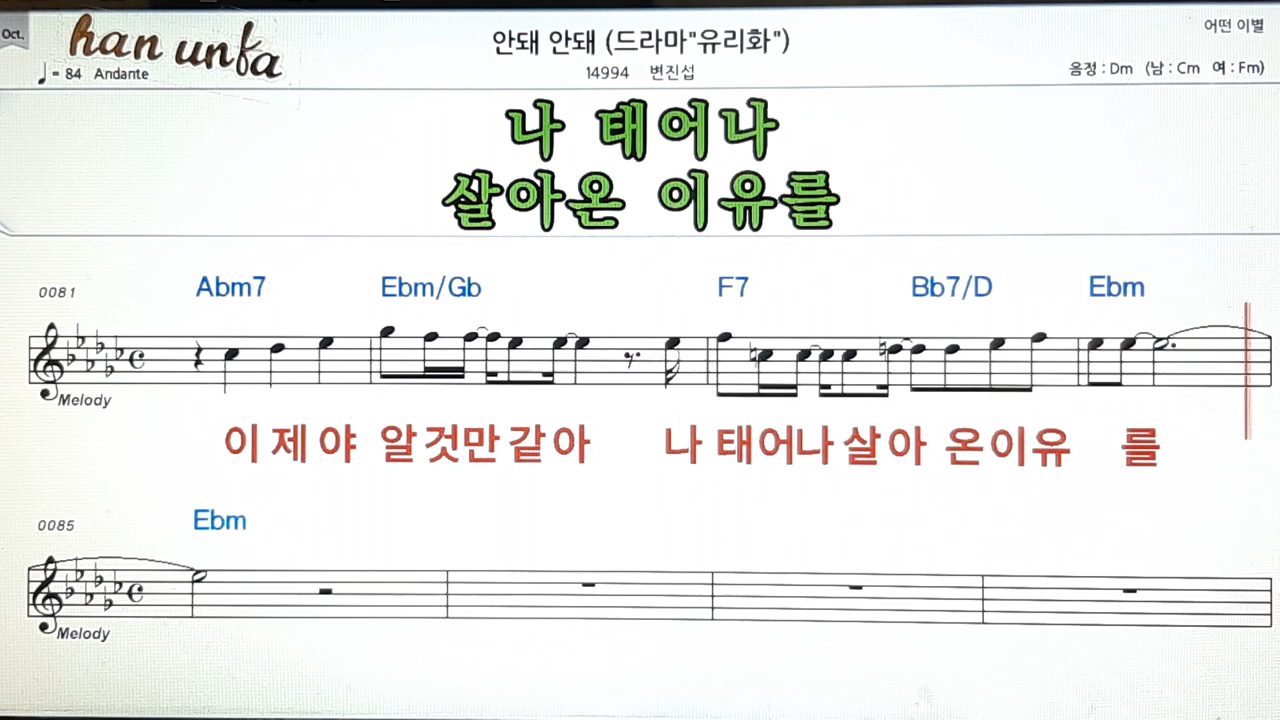 Oct.
han unfa
♩= 84 Andante
안돼 안돼 (드라마"유리화")
14994 변진섭
어떤 이별
음정 : Dm (남 : Cm 여 : Fm)
나 태어나
살아온 이유를
0081 Abm7 Ebm/Gb F7 Bb7/D Ebm
Melody
이 제 야 알것만 같아 나 태어나 살아 온이유 를
0085 Ebm
Melody